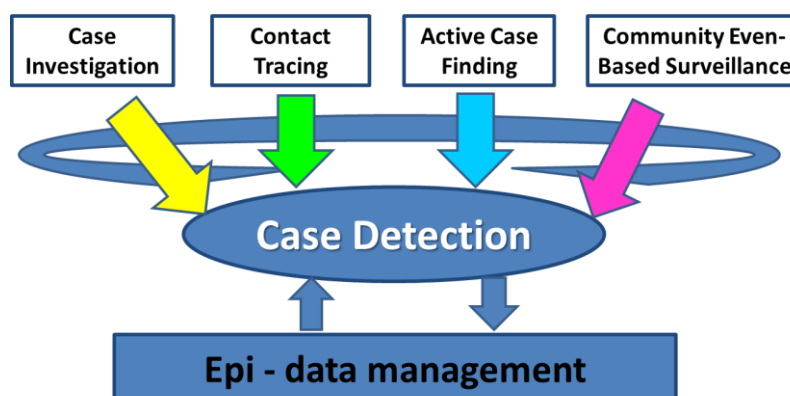 Case
Investigation
Contact
Tracing
Active Case
Finding
Community Even-
Based Surveillance
Case Detection
Epi - data management